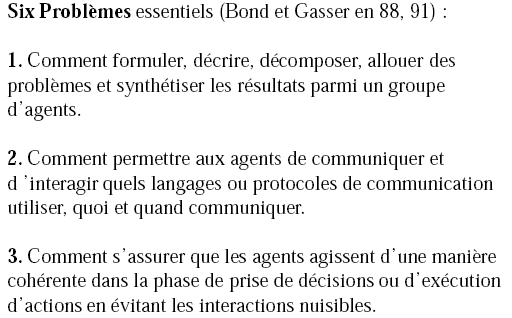 Six Problèmes essentiels (Bond et Gasser en 88, 91) :
1. Comment formuler, décrire, décomposer, allouer des
problèmes et synthétiser les résultats parmi un groupe
d'agents.
2. Comment permettre aux agents de communiquer et
d 'interagir quels langages ou protocoles de communication
utiliser, quoi et quand communiquer.
3. Comment s'assurer que les agents agissent d'une manière
cohérente dans la phase de prise de décisions ou d'exécution
d'actions en évitant les interactions nuisibles.